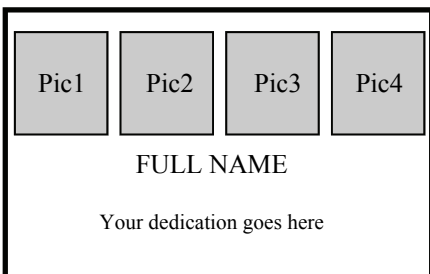 Pic1 Pic2 Pic3 Pic4
FULL NAME
Your dedication goes here